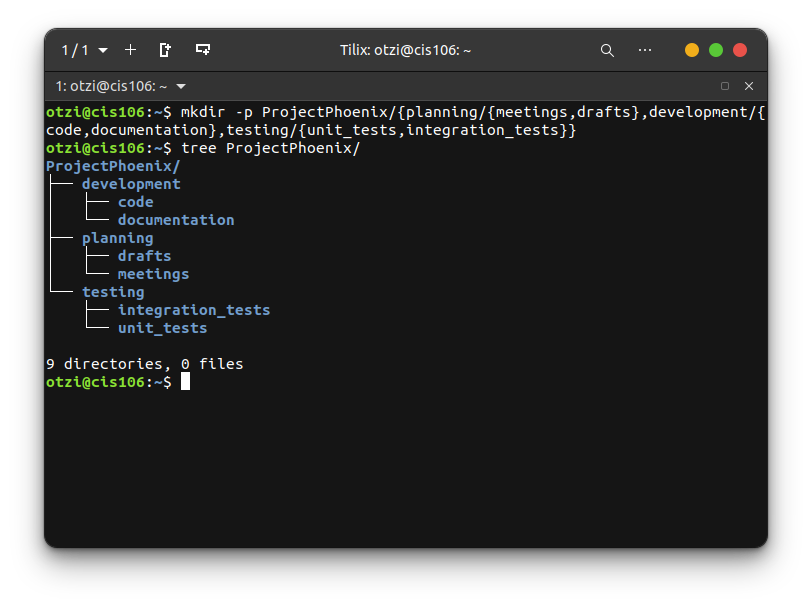 1 / 1
Tilix: otzi@cis106: ~
1: otzi@cis106: ~
otzi@cis106:~$ mkdir -p ProjectPhoenix/{planning/{meetings,drafts},development/{
code,documentation},testing/{unit_tests,integration_tests}}
otzi@cis106:~$ tree ProjectPhoenix/
ProjectPhoenix/
├── development
│   ├── code
│   └── documentation
├── planning
│   ├── drafts
│   └── meetings
└── testing
    ├── integration_tests
    └── unit_tests
9 directories, 0 files
otzi@cis106:~$